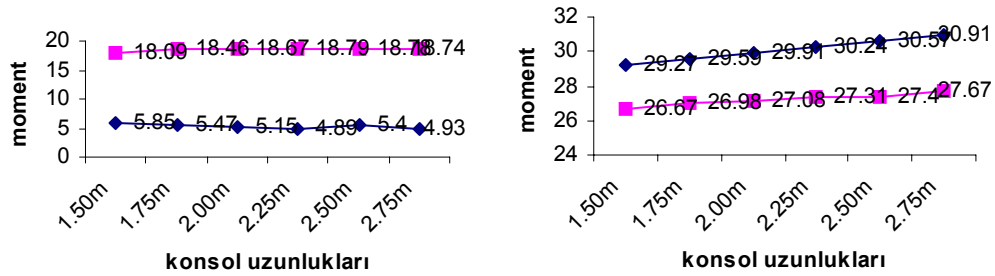 moment
20
15
10
5
0
18.09 18.46 18.67 18.79 18.78 18.74
5.85 5.47 5.15 4.89 5.4 4.93
1.50m 1.75m 2.00m 2.25m 2.50m 2.75m
konsol uzunlukları
moment
32
30
28
26
24
29.27 29.59 29.91 30.24 30.57 30.91
26.67 26.98 27.08 27.31 27.4 27.67
1.50m 1.75m 2.00m 2.25m 2.50m 2.75m
konsol uzunlukları